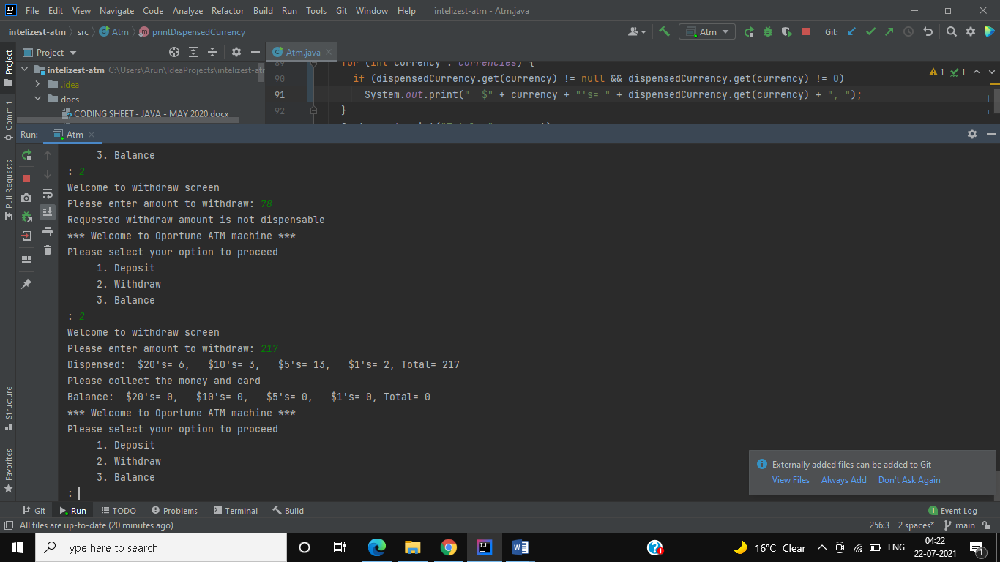 File Edit View Navigate Code Analyze Refactor Build Run Tools Git Window Help intelizest-atm - Atm.java
intelizest-atm src Atm printDispensedCurrency Atm Git:
Project Atm.java
intelizest-atm C:\Users\Arun\IdeaProjects\intelizest-atm
.idea
docs
CODING SHEET - JAVA - MAY 2020.docx
89 for (int currency : currencies) {
90 if (dispensedCurrency.get(currency) != null && dispensedCurrency.get(currency) != 0)
91 System.out.print("  $" + currency + "'s= " + dispensedCurrency.get(currency) + ", ");
92 }
1 1
Project
Commit
Pull Requests
Structure
Favorites
Run: Atm
3. Balance
: 2
Welcome to withdraw screen
Please enter amount to withdraw: 78
Requested withdraw amount is not dispensable
*** Welcome to Oportune ATM machine ***
Please select your option to proceed
1. Deposit
2. Withdraw
3. Balance
: 2
Welcome to withdraw screen
Please enter amount to withdraw: 217
Dispensed:  $20's= 6,   $10's= 3,   $5's= 13,   $1's= 2, Total= 217
Please collect the money and card
Balance:  $20's= 0,   $10's= 0,   $5's= 0,   $1's= 0, Total= 0
*** Welcome to Oportune ATM machine ***
Please select your option to proceed
1. Deposit
2. Withdraw
3. Balance
:
Externally added files can be added to Git
View Files Always Add Don't Ask Again
Git Run TODO Problems Terminal Build 1 Event Log
All files are up-to-date (20 minutes ago) 256:3 2 spaces* main
Type here to search 16°C Clear ENG 04:22
22-07-2021 1